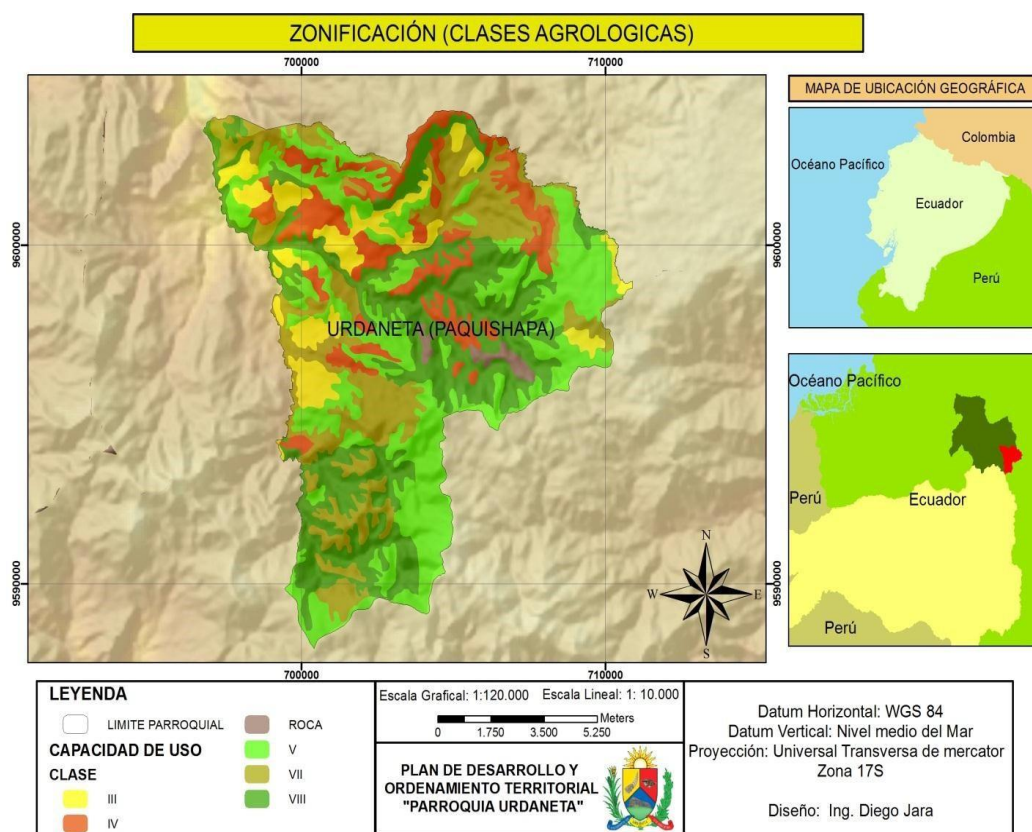 ZONIFICACIÓN (CLASES AGROLOGICAS)
700000
710000
9600000
9600000
9590000
9590000
URDANETA (PAQUISHAPA)
N
W
E
S
700000
710000
MAPA DE UBICACIÓN GEOGRÁFICA
Colombia
Océano Pacífico
Ecuador
Perú
Océano Pacífico
Perú
Ecuador
Perú
LEYENDA
LIMITE PARROQUIAL
CAPACIDAD DE USO
CLASE
III
IV
ROCA
V
VII
VIII
Escala Grafical: 1:120.000 Escala Lineal: 1: 10.000
Meters
0 1.750 3.500 5.250
PLAN DE DESARROLLO Y
ORDENAMIENTO TERRITORIAL
"PARROQUIA URDANETA"
Datum Horizontal: WGS 84
Datum Vertical: Nivel medio del Mar
Proyección: Universal Transversa de mercator
Zona 17S
Diseño: Ing. Diego Jara